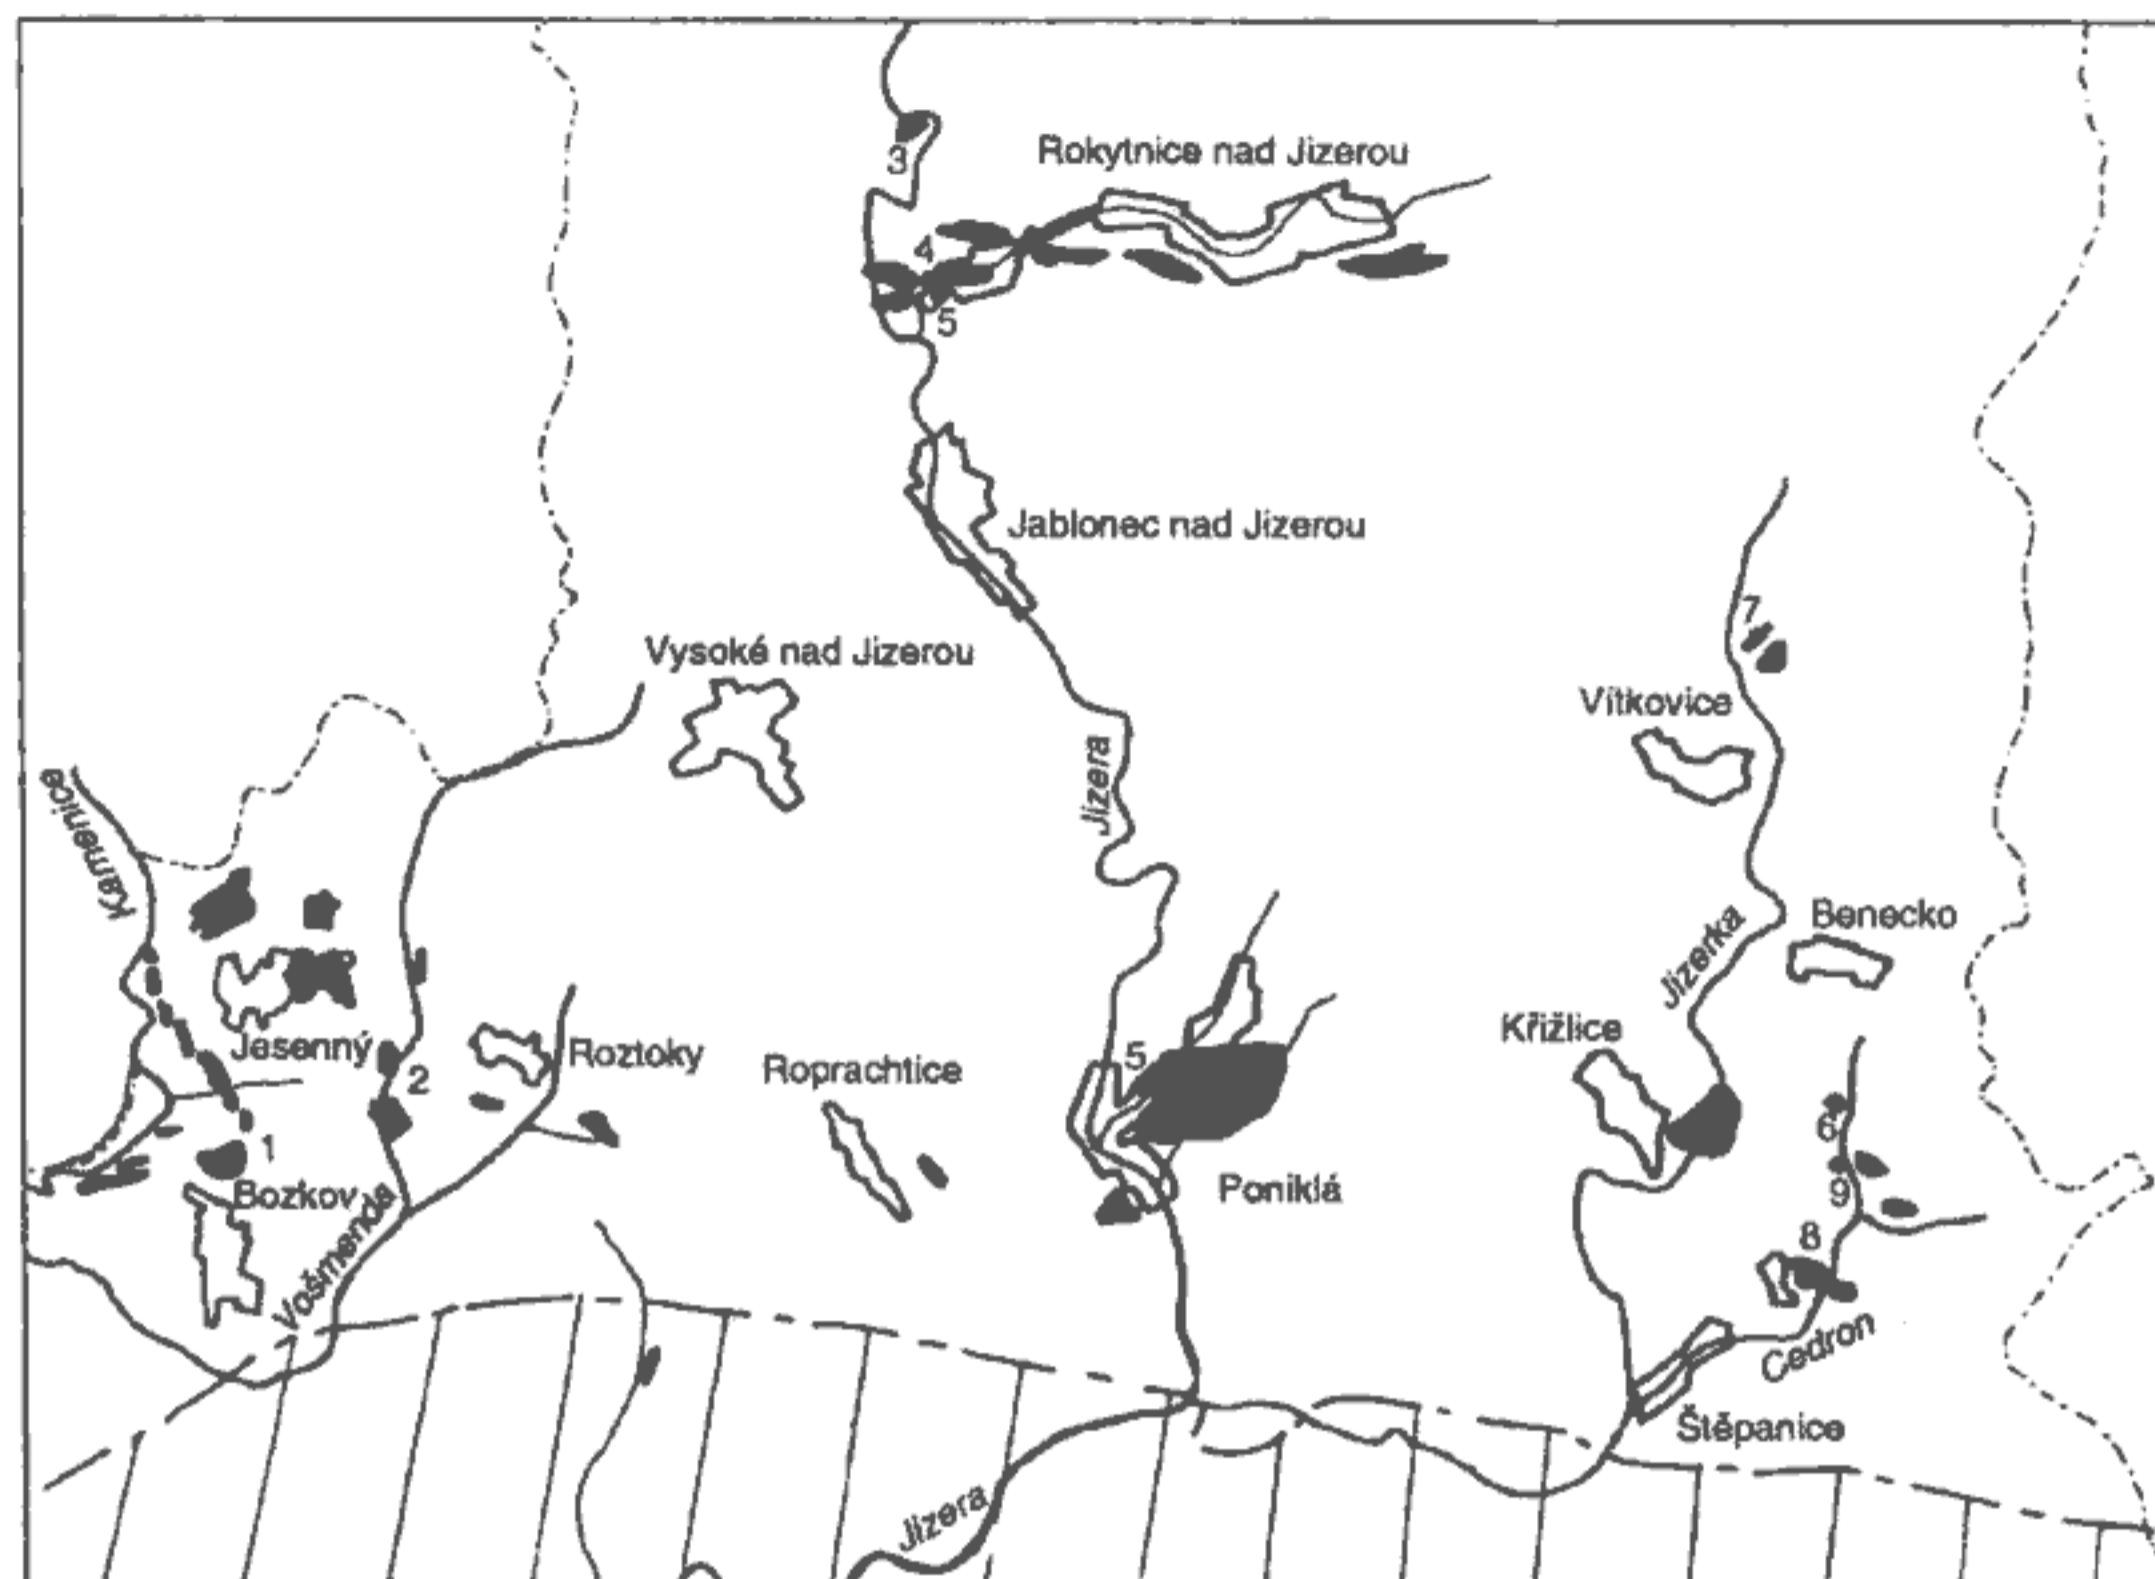 3
Rokytnice nad Jizerou
4
5
Jablonec nad Jizerou
7
Vysoké nad Jizerou
Vítkovice
Jizera
Kamenice
Benecko
Jizerka
Křižlice
Jesenný
Roztoky
5
2
Roprachtice
6
1
Bozkov
Poniklá
9
Vošmenda
8
Cedron
Štěpanice
Jizera